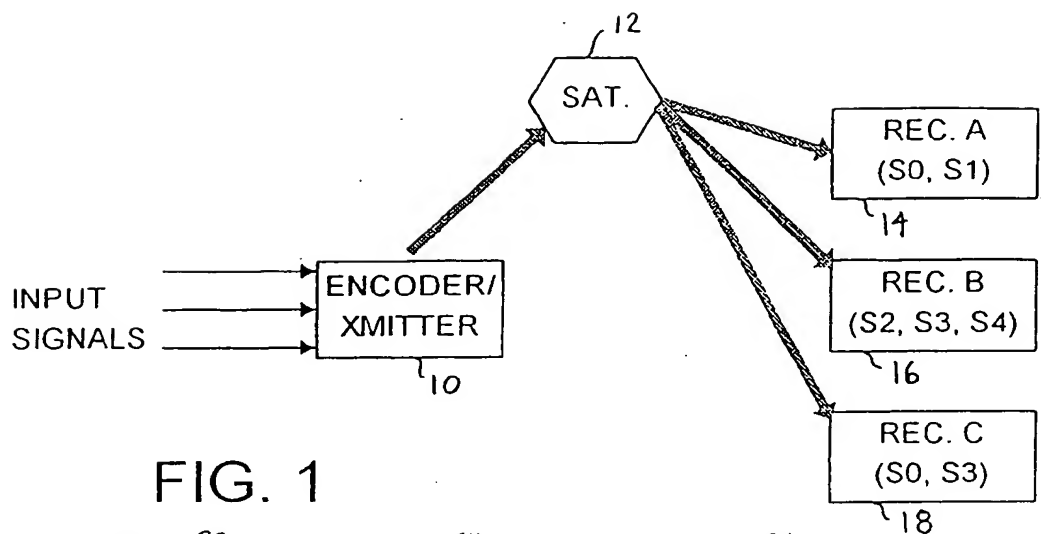 12
SAT.
REC. A
(S0, S1)
14
INPUT
SIGNALS
ENCODER/
XMITTER
10
REC. B
(S2, S3, S4)
16
REC. C
(S0, S3)
18
FIG. 1